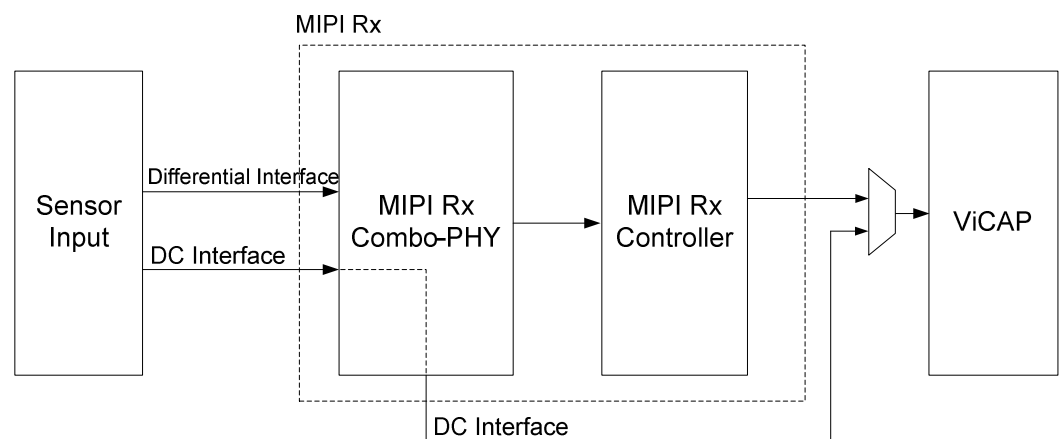 MIPI Rx
Differential Interface
Sensor
Input
DC Interface
MIPI Rx
Combo-PHY
MIPI Rx
Controller
ViCAP
DC Interface